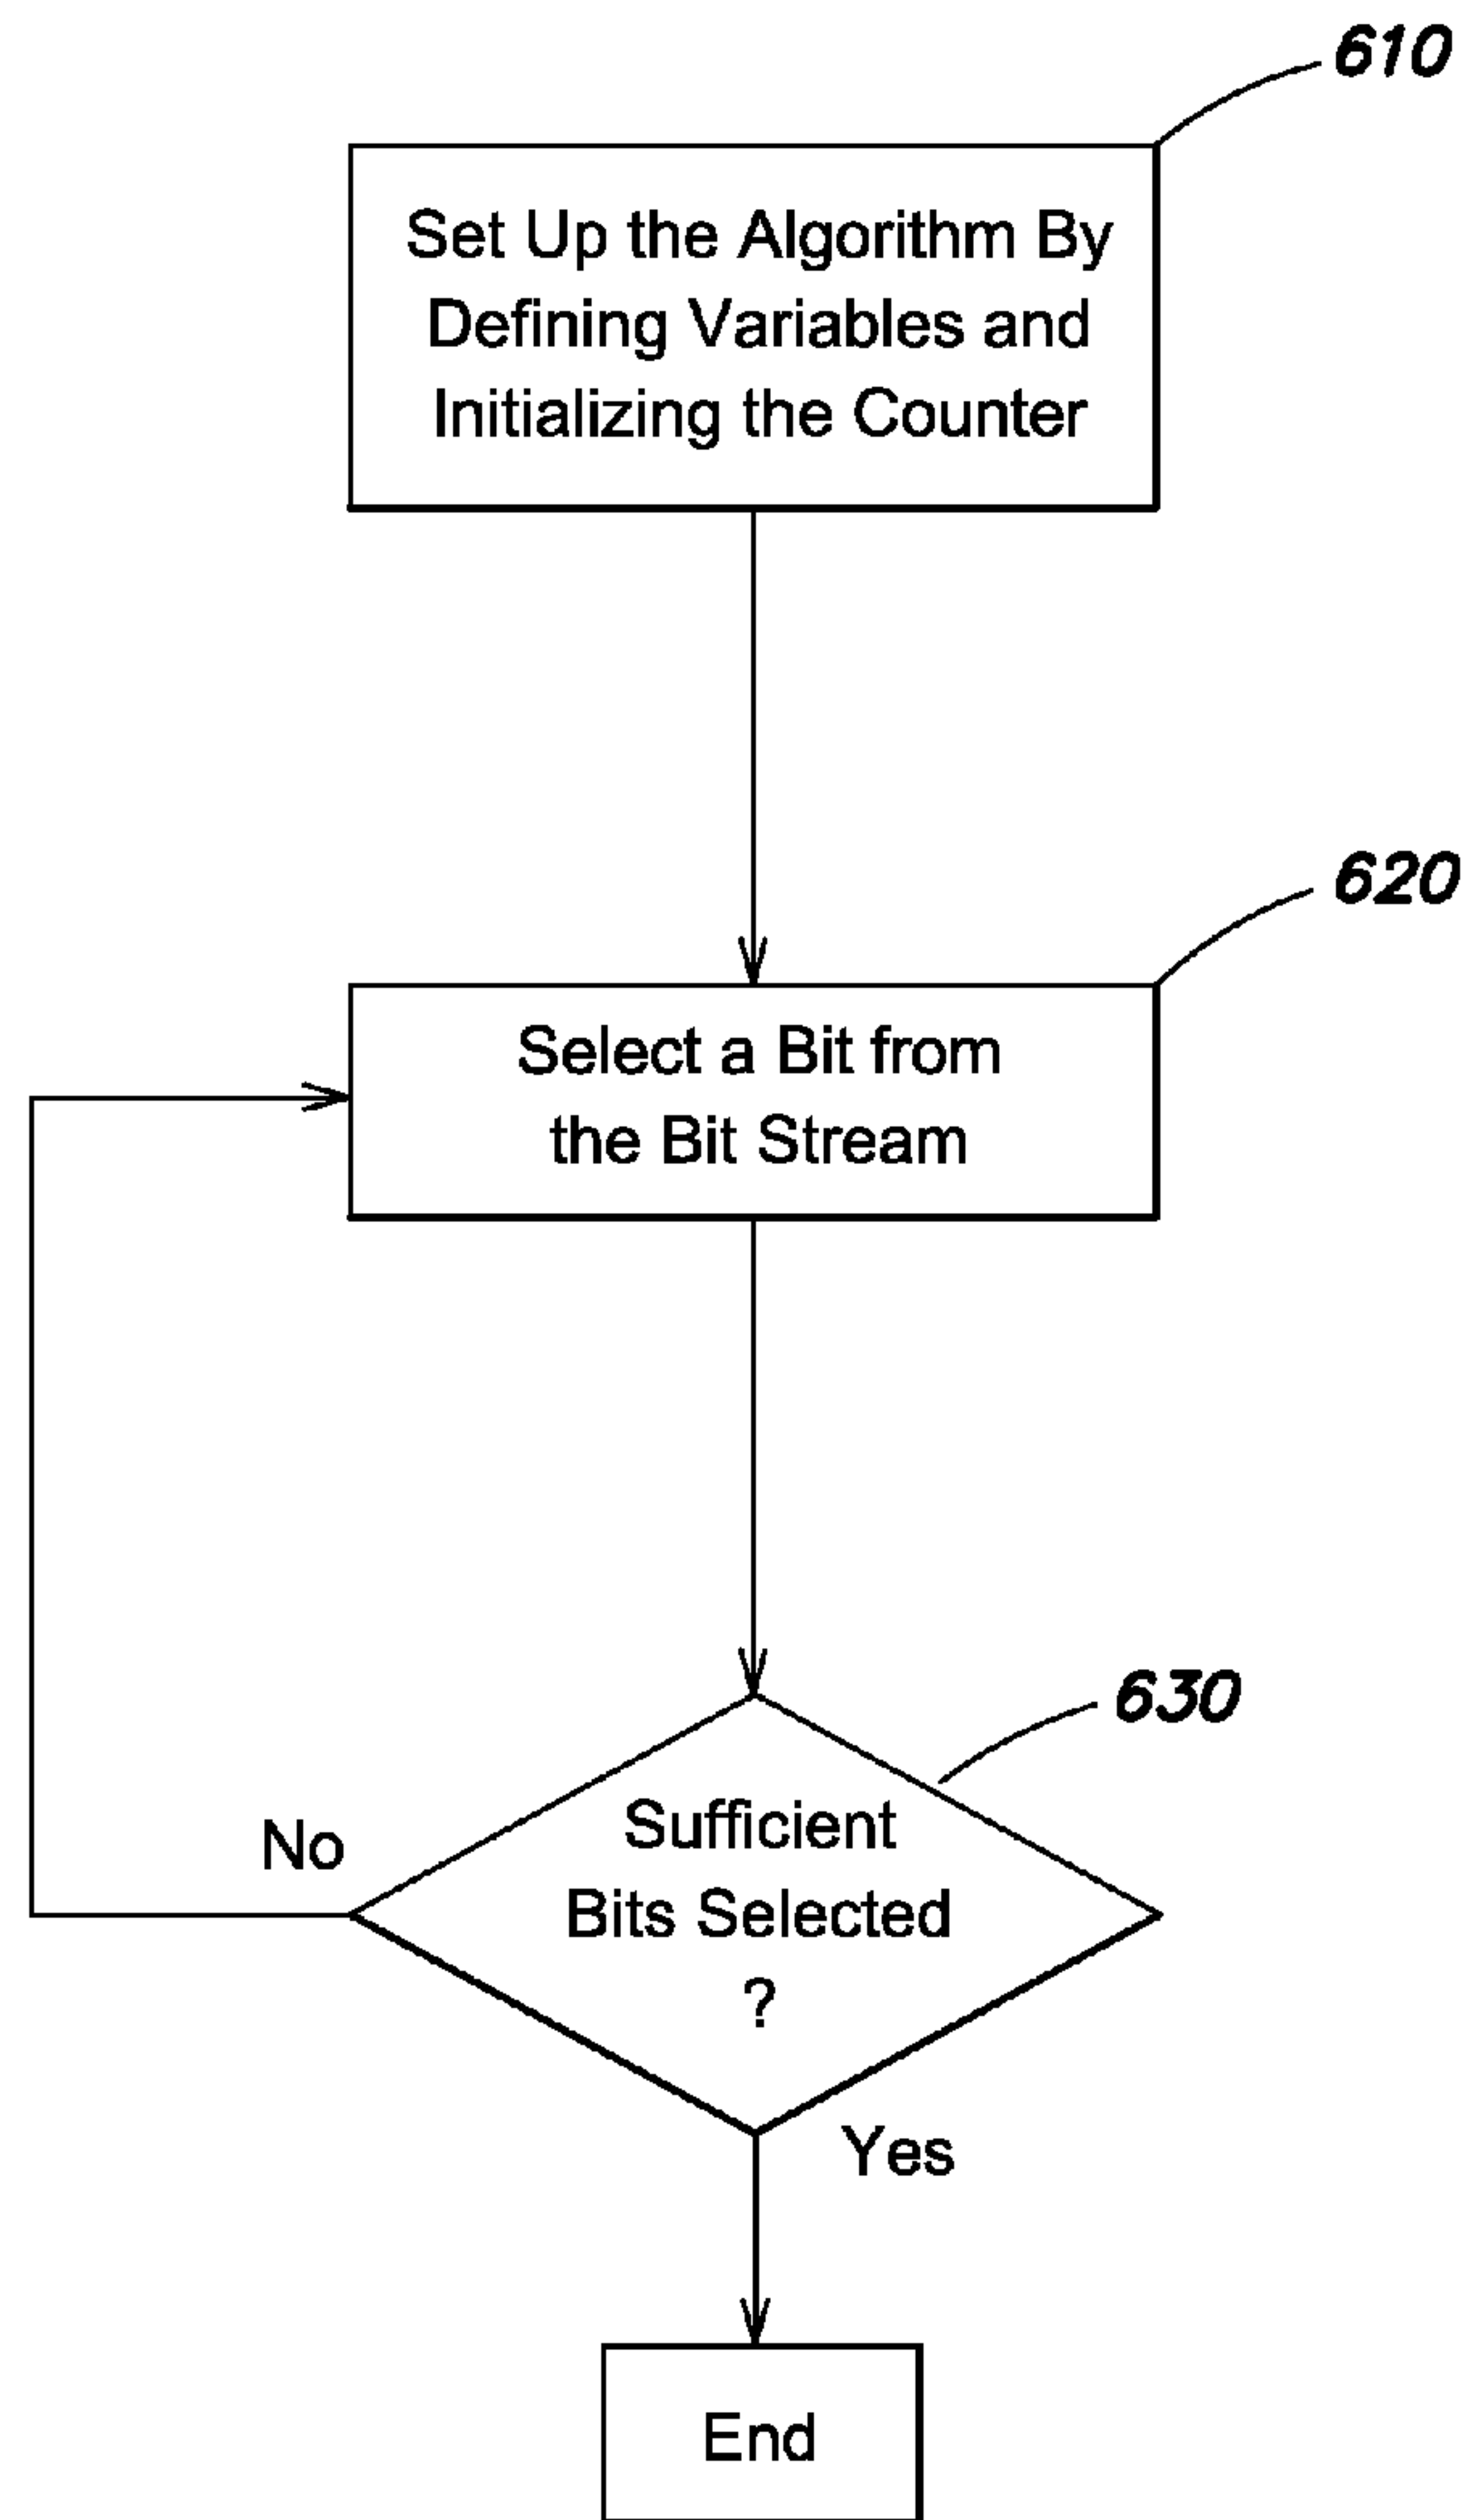 610
Set Up the Algorithm By
Defining Variables and
Initializing the Counter
620
Select a Bit from
the Bit Stream
630
Sufficient
Bits Selected
?
No
Yes
End